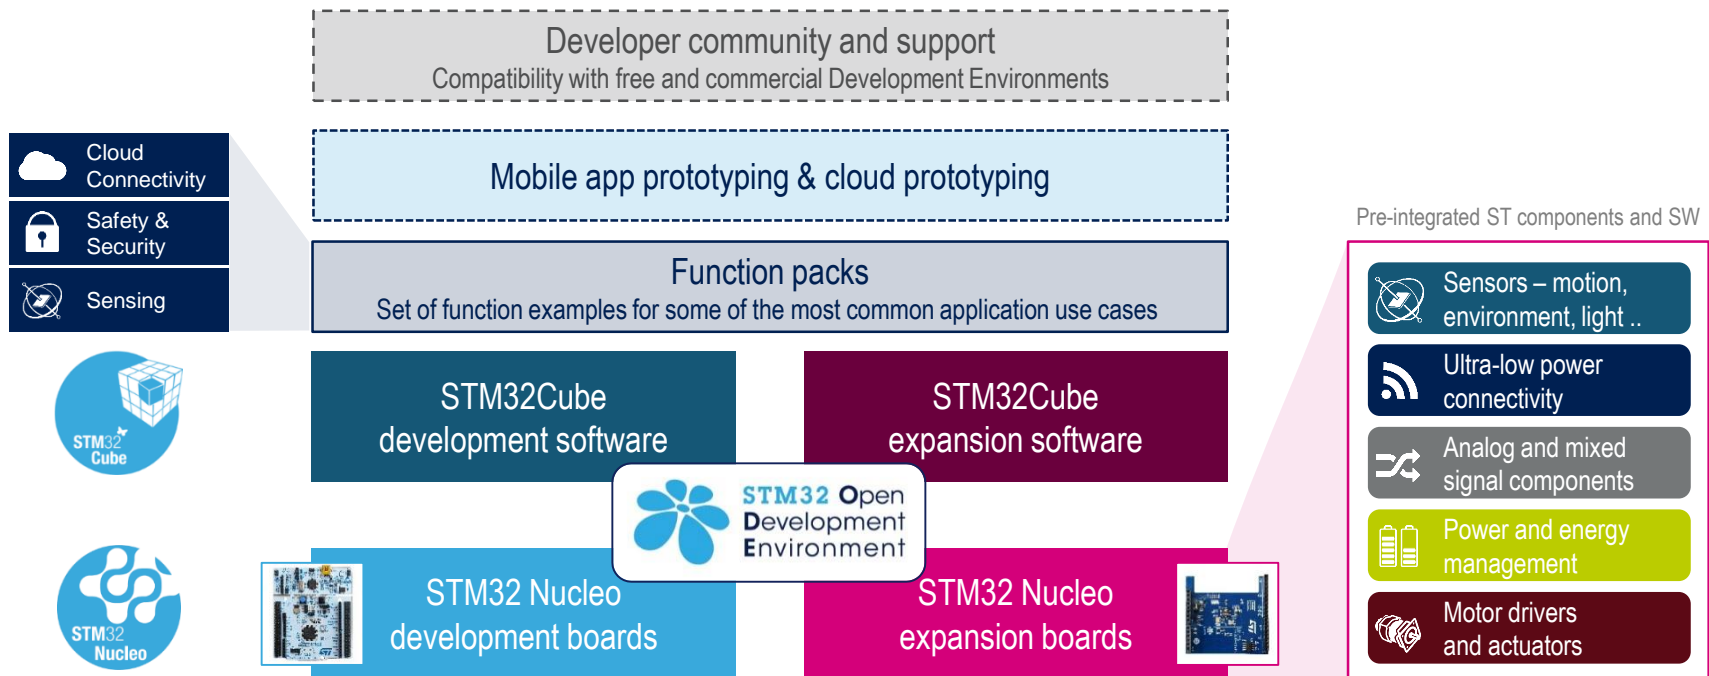 Developer community and support
Compatibility with free and commercial Development Environments
Cloud
Connectivity
Safety &
Security
Sensing
Mobile app prototyping & cloud prototyping
Function packs
Set of function examples for some of the most common application use cases
STM32
Cube
STM32Cube
development software
STM32Cube
expansion software
STM32 Open
Development
Environment
STM32
Nucleo
STM32 Nucleo
development boards
STM32 Nucleo
expansion boards
Pre-integrated ST components and SW
Sensors – motion,
environment, light ..
Ultra-low power
connectivity
Analog and mixed
signal components
Power and energy
management
Motor drivers
and actuators